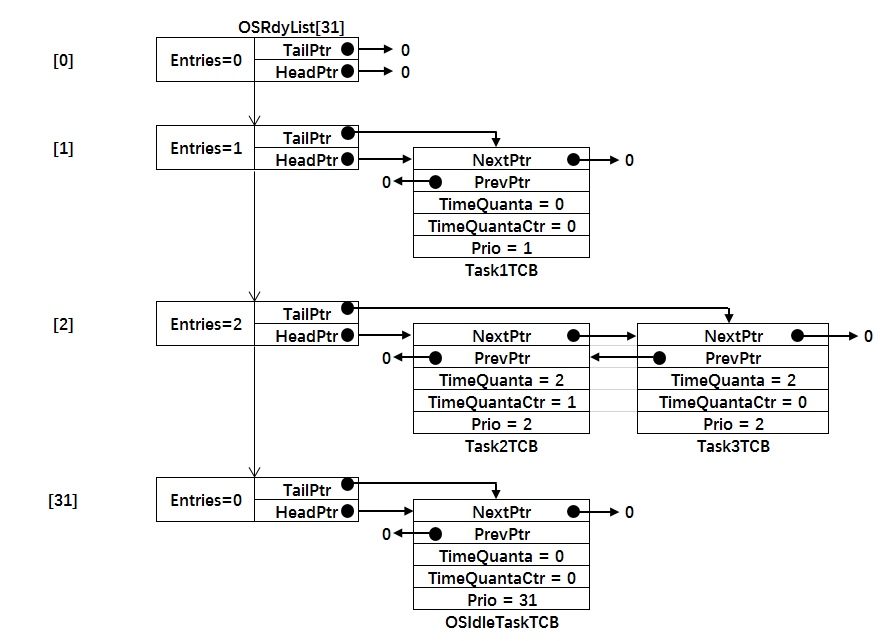 OSRdyList[31]
[0]
Entries=0
TailPtr
0
HeadPtr
0
[1]
Entries=1
TailPtr
HeadPtr
NextPtr
0
0
PrevPtr
TimeQuanta = 0
TimeQuantaCtr = 0
Prio = 1
Task1TCB
[2]
Entries=2
TailPtr
HeadPtr
NextPtr
0
PrevPtr
TimeQuanta = 2
TimeQuantaCtr = 1
Prio = 2
Task2TCB
NextPtr
0
PrevPtr
TimeQuanta = 2
TimeQuantaCtr = 0
Prio = 2
Task3TCB
[31]
Entries=0
TailPtr
HeadPtr
NextPtr
0
0
PrevPtr
TimeQuanta = 0
TimeQuantaCtr = 0
Prio = 31
OSIdleTaskTCB